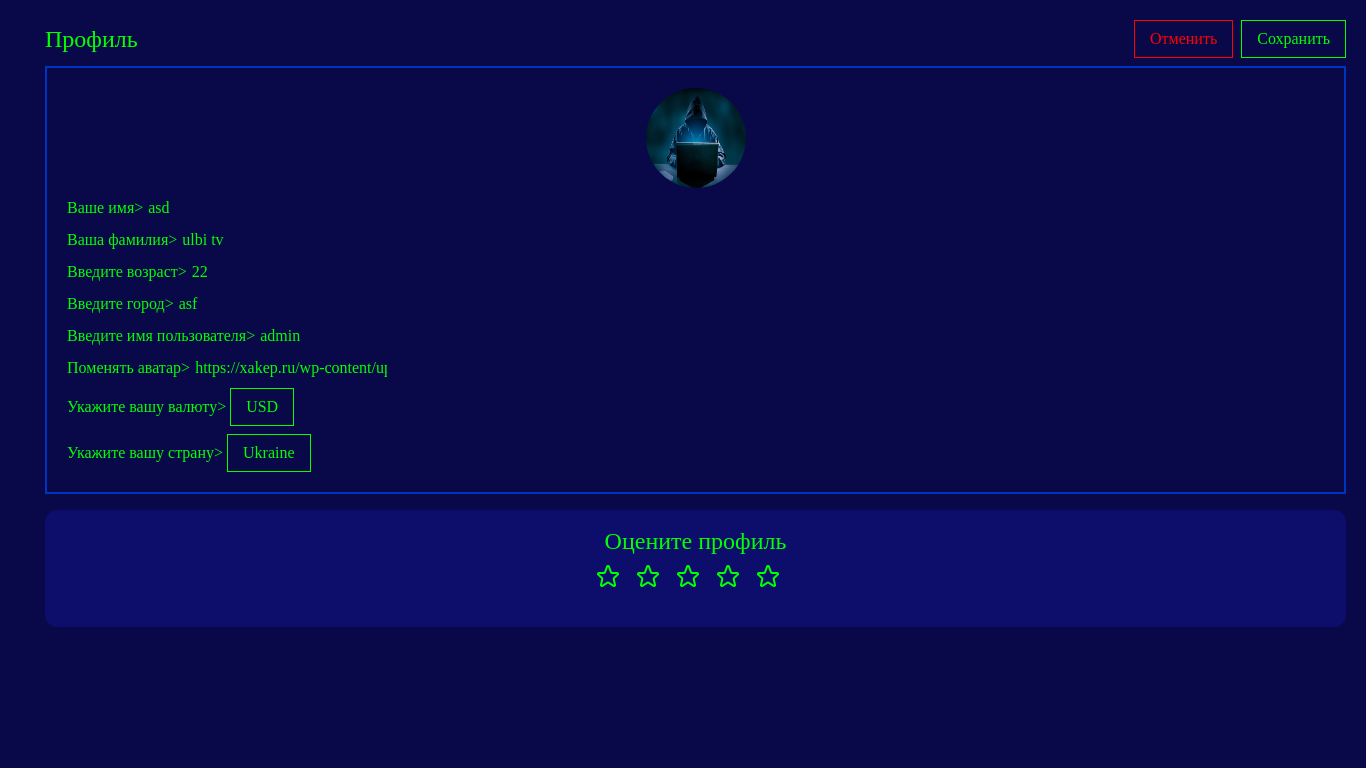 Профиль
Отменить
Сохранить
Ваше имя> asd
Ваша фамилия> ulbi tv
Введите возраст> 22
Введите город> asf
Введите имя пользователя> admin
Поменять аватар> https://xakep.ru/wp-content/up
Укажите вашу валюту> USD
Укажите вашу страну> Ukraine
Оцените профиль